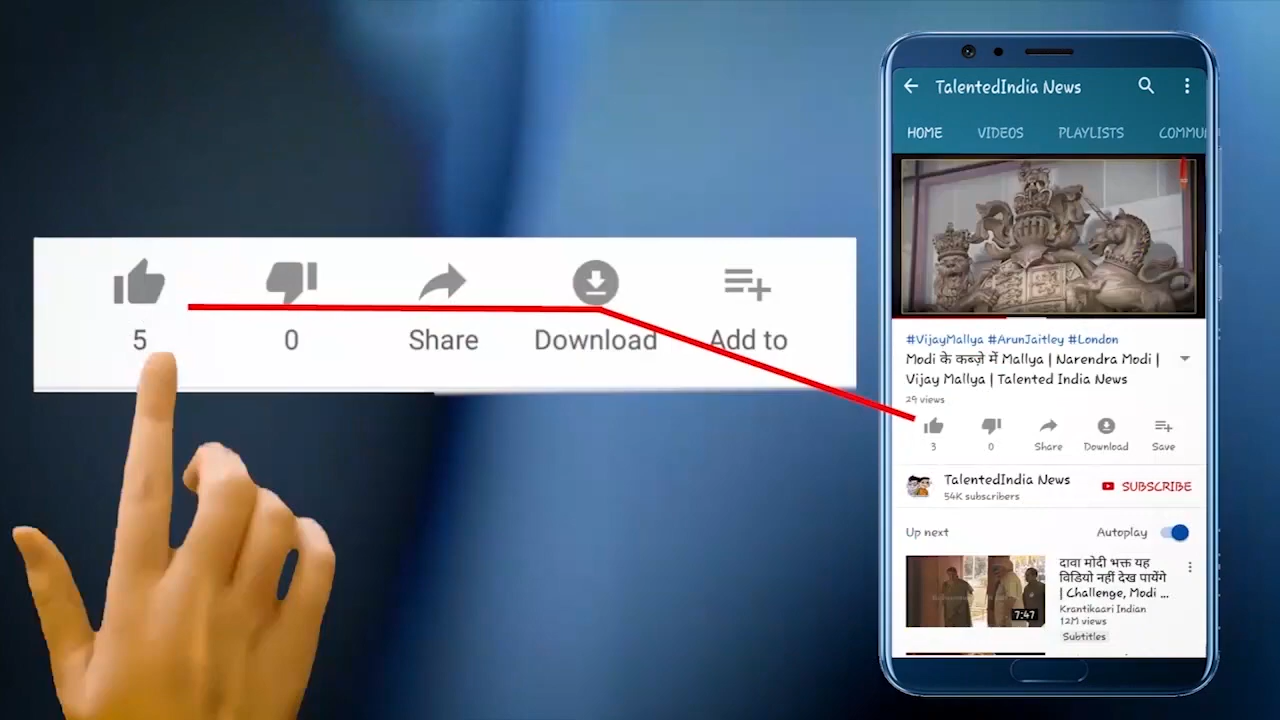 5
0
Share
Download
Add to
TalentedIndia News
HOME VIDEOS PLAYLISTS COMMU
#VijayMallya #ArunJaitley #London
Modi के कब्ज़े में Mallya | Narendra Modi |
Vijay Mallya | Talented India News
29 views
3
0
Share
Download
Save
TalentedIndia News
54K subscribers
SUBSCRIBE
Up next
Autoplay
7:47
दावा मोदी भक्त यह
विडियो नहीं देख पायेंगे
| Challenge, Modi ...
Krantikaari Indian
12M views
Subtitles